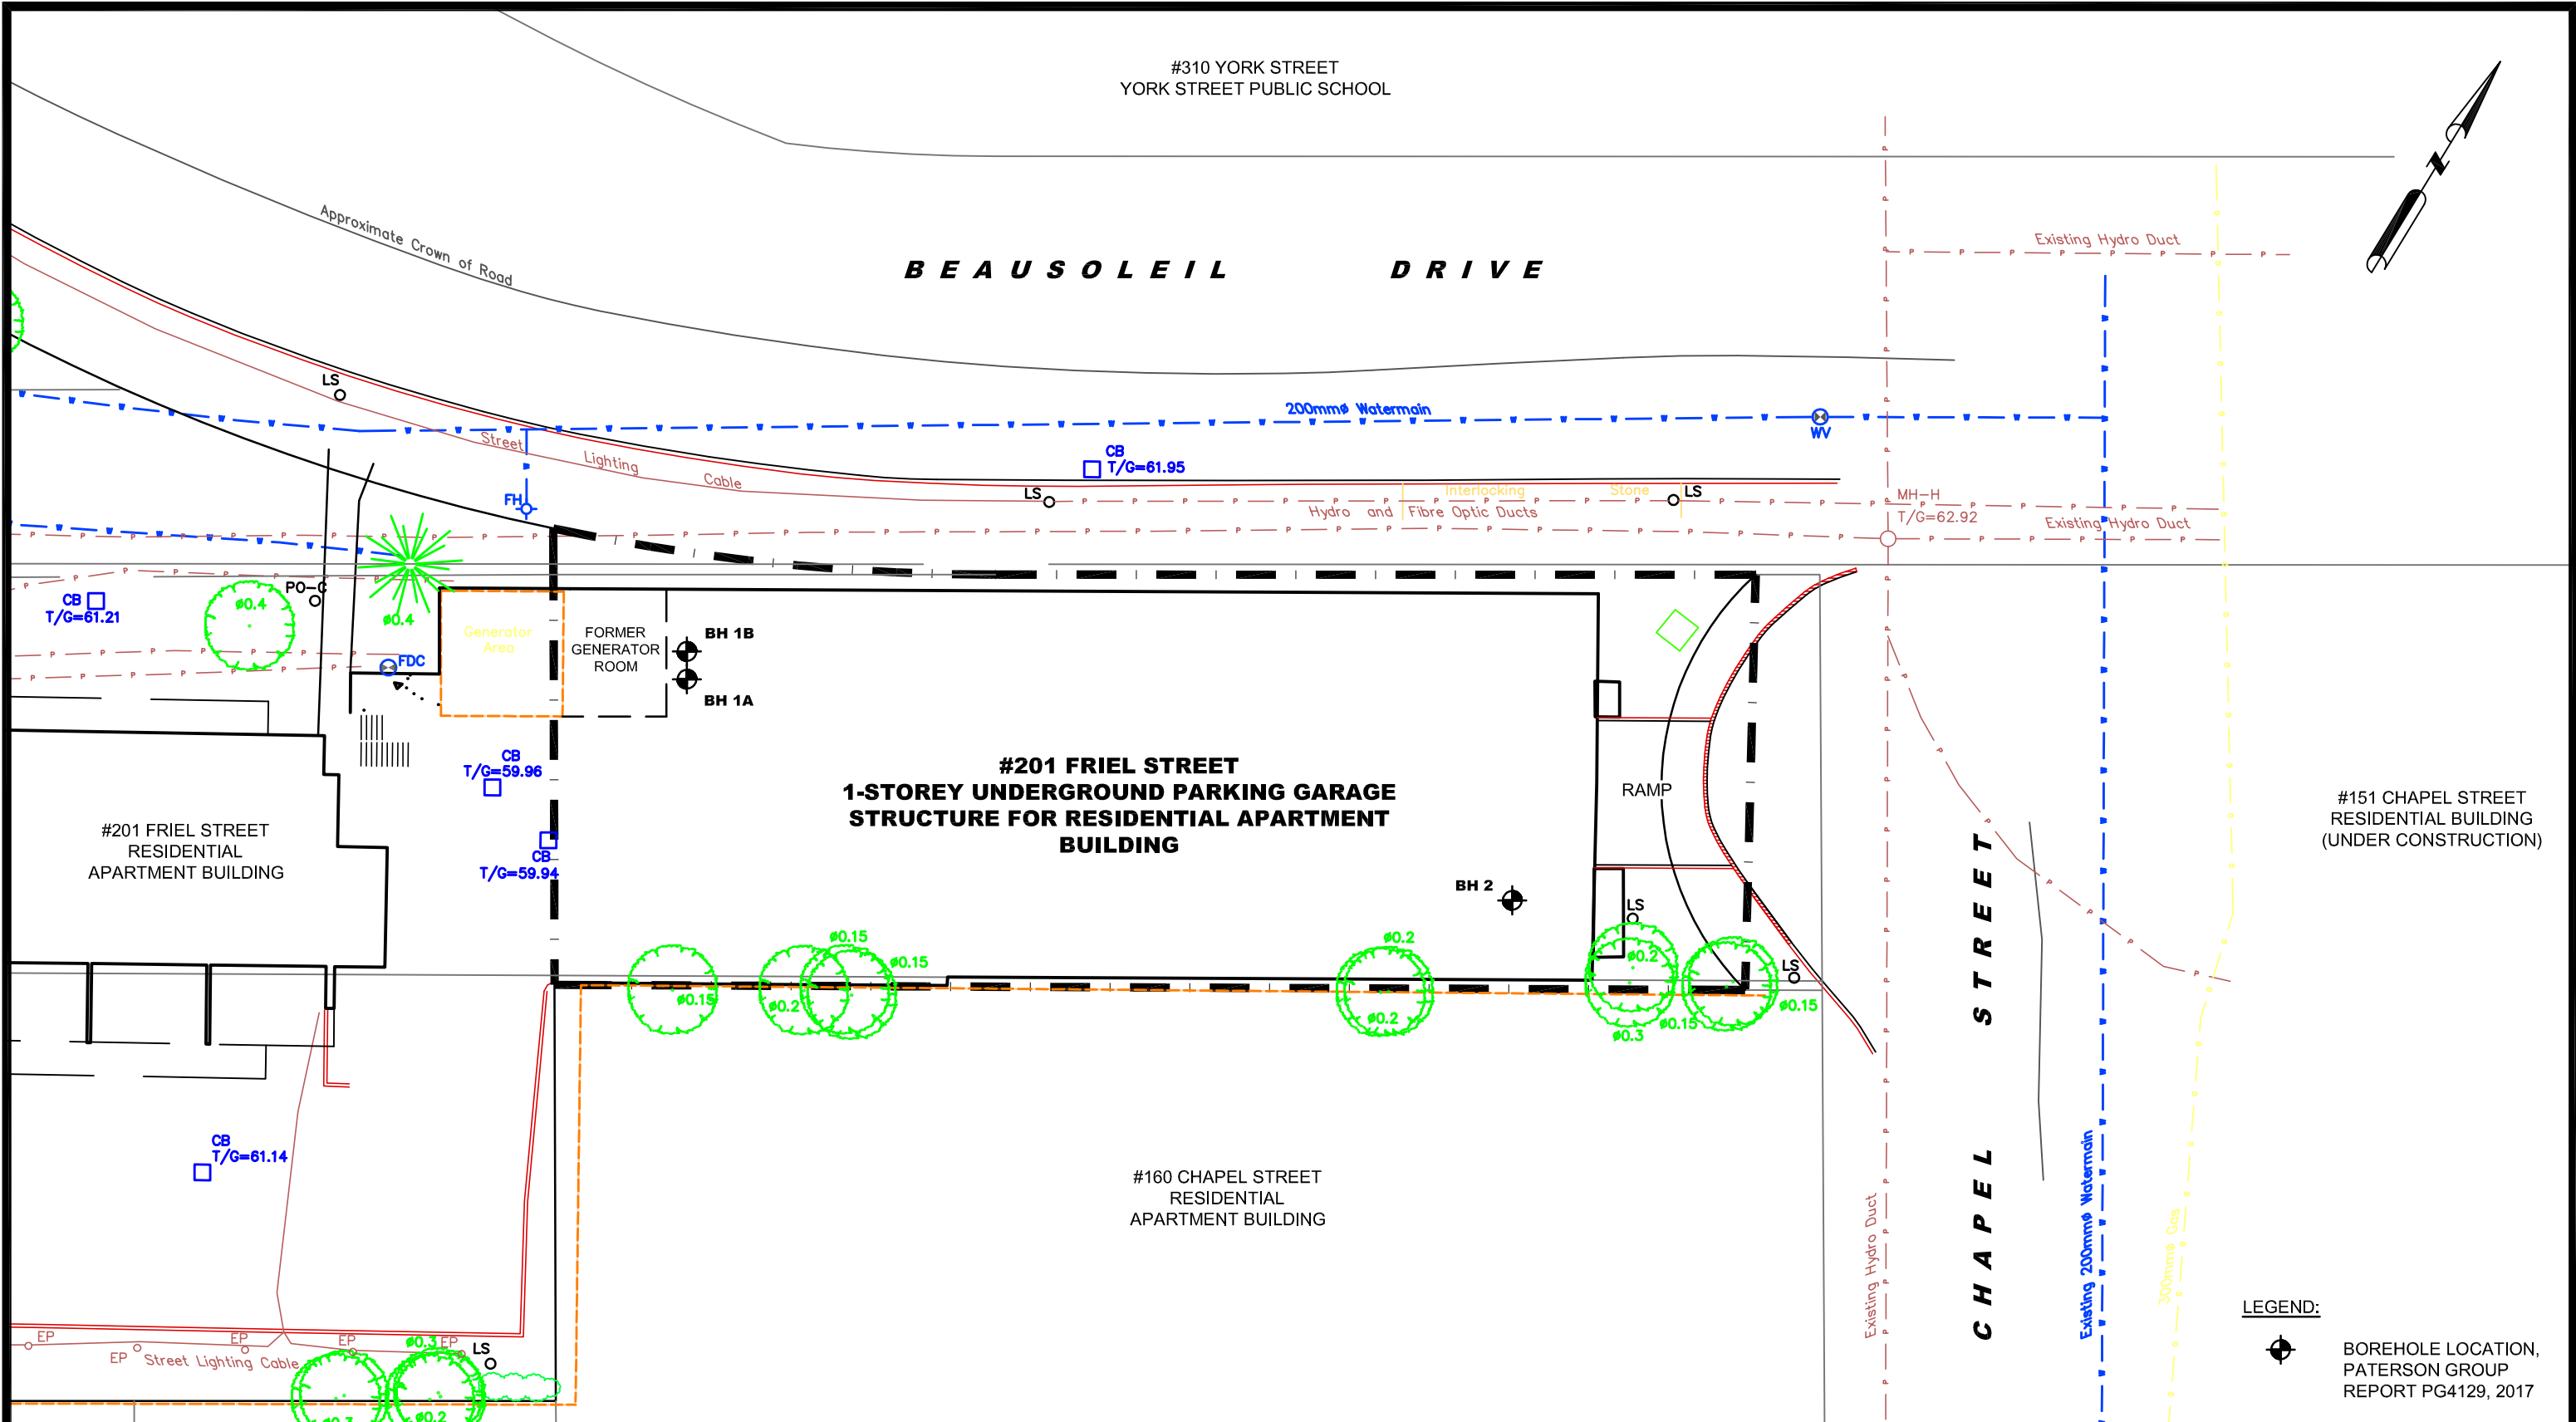 #310 YORK STREET
YORK STREET PUBLIC SCHOOL
N
Approximate Crown of Road
BEAUSOLEIL DRIVE
Existing Hydro Duct
LS
200mmø Watermain
WV
Street Lighting Cable
CB
T/G=61.95
FH
LS
Interlocking Stone
LS
Hydro and Fibre Optic Ducts
MH-H
T/G=62.92
Existing Hydro Duct
CB
T/G=61.21
ø0.4
PO-C
ø0.4
FDC
Generator
Area
FORMER
GENERATOR
ROOM
BH 1B
BH 1A
CB
T/G=59.96
CB
T/G=59.94
#201 FRIEL STREET
1-STOREY UNDERGROUND PARKING GARAGE
STRUCTURE FOR RESIDENTIAL APARTMENT
BUILDING
RAMP
#201 FRIEL STREET
RESIDENTIAL
APARTMENT BUILDING
#151 CHAPEL STREET
RESIDENTIAL BUILDING
(UNDER CONSTRUCTION)
BH 2
LS
ø0.15
ø0.2
ø0.15
ø0.15
ø0.2
ø0.2
ø0.2
ø0.3
ø0.15
LS
ø0.15
CHAPEL STREET
CB
T/G=61.14
#160 CHAPEL STREET
RESIDENTIAL
APARTMENT BUILDING
Existing Hydro Duct
Existing 200mmø Watermain
300mmø Gas
EP
EP
EP
EP
EP
Street Lighting Cable
ø0.3
LS
ø0.3
ø0.2
LEGEND:
BOREHOLE LOCATION,
PATERSON GROUP
REPORT PG4129, 2017